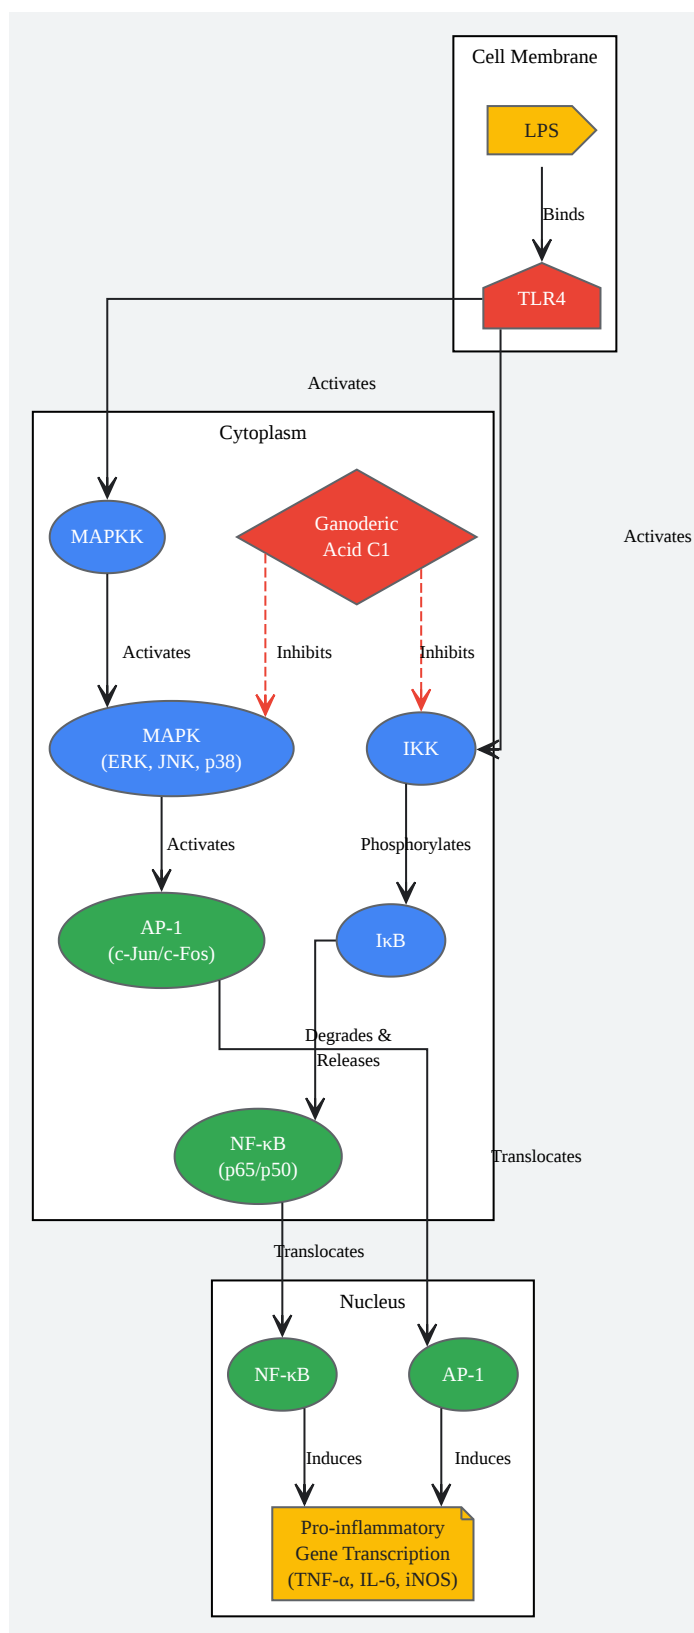 Cell Membrane
LPS
Binds
TLR4
Activates
Cytoplasm
MAPKK
Ganoderic
Acid C1
Activates
Activates
Inhibits
Inhibits
MAPK
(ERK, JNK, p38)
IKK
Activates
Phosphorylates
AP-1
(c-Jun/c-Fos)
IκB
Degrades &
Releases
NF-κB
(p65/p50)
Translocates
Translocates
Nucleus
NF-κB
AP-1
Induces
Induces
Pro-inflammatory
Gene Transcription
(TNF-α, IL-6, iNOS)